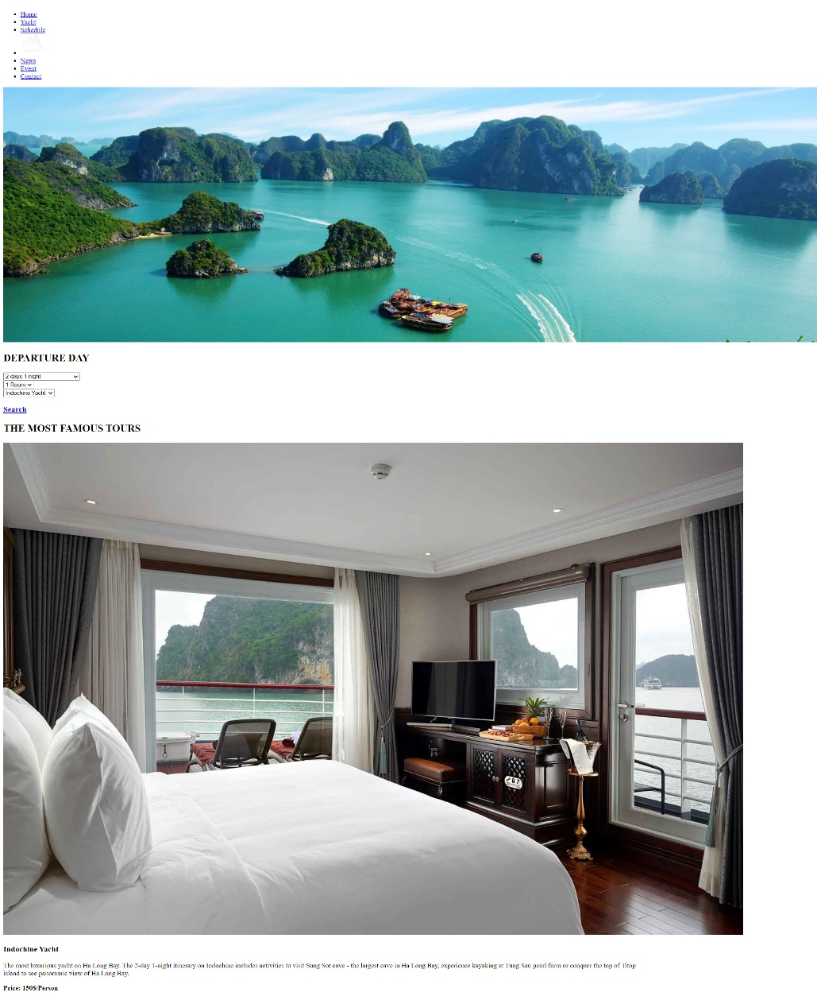 Home
Yacht
Schedule
News
Event
Contact
DEPARTURE DAY
2 days 1 night
1 Room
Indochine Yacht
Search
THE MOST FAMOUS TOURS
Indochine Yacht
The most luxurious yacht on Ha Long Bay. The 2-day 1-night itinerary on Indochine includes activities to visit Sung Sot cave - the largest cave in Ha Long Bay, experience kayaking at Tung Sau pearl farm or conquer the top of Titop
island to see panoramic view of Ha Long Bay.
Price: 150$/Person